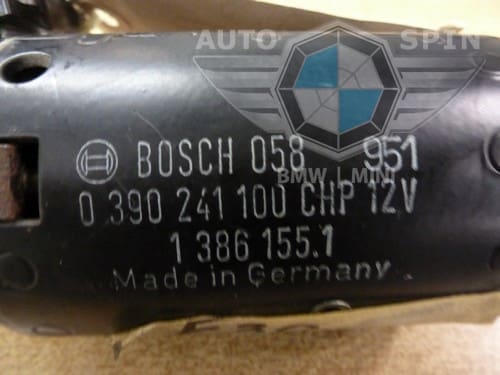 AUTO SPIN
BOSCH 058 951
BMW | MINI
0 390 241 100 CHP 12V
1 386 155.1
Made in Germany